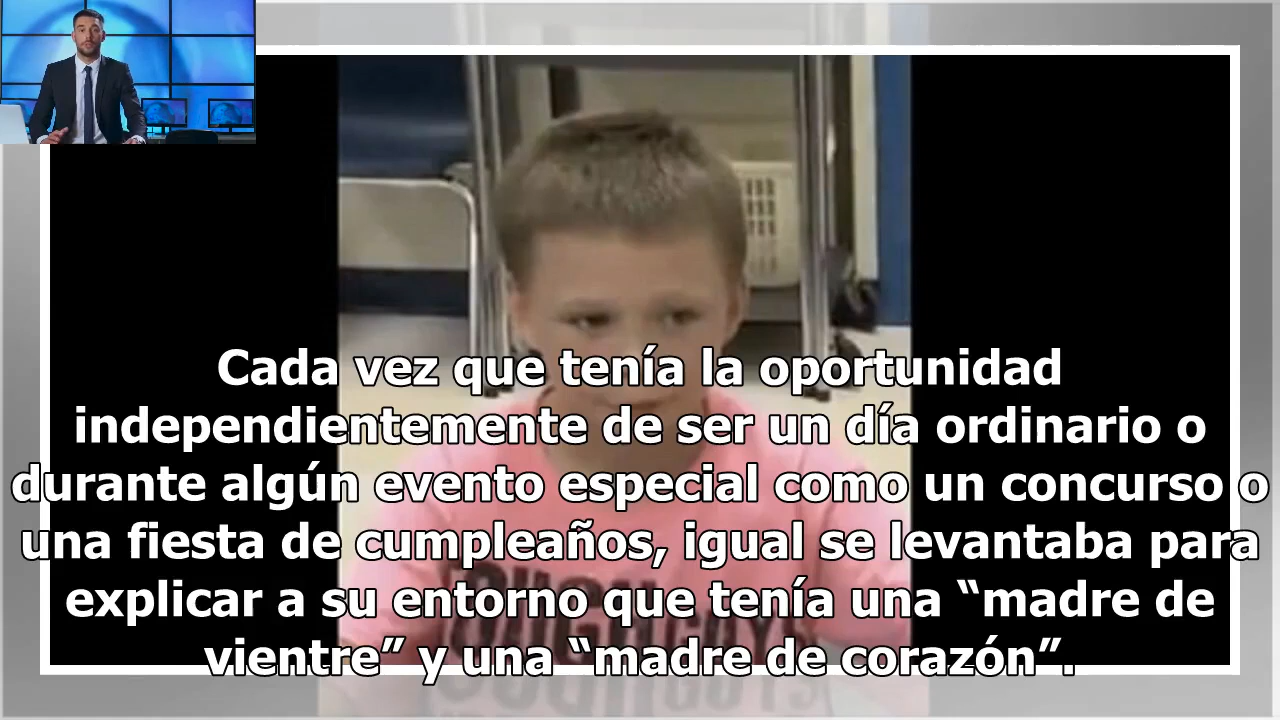 Cada vez que tenía la oportunidad
independientemente de ser un día ordinario o
durante algún evento especial como un concurso o
una fiesta de cumpleaños, igual se levantaba para
explicar a su entorno que tenía una “madre de
vientre” y una “madre de corazón”.
TOUGH GUYS